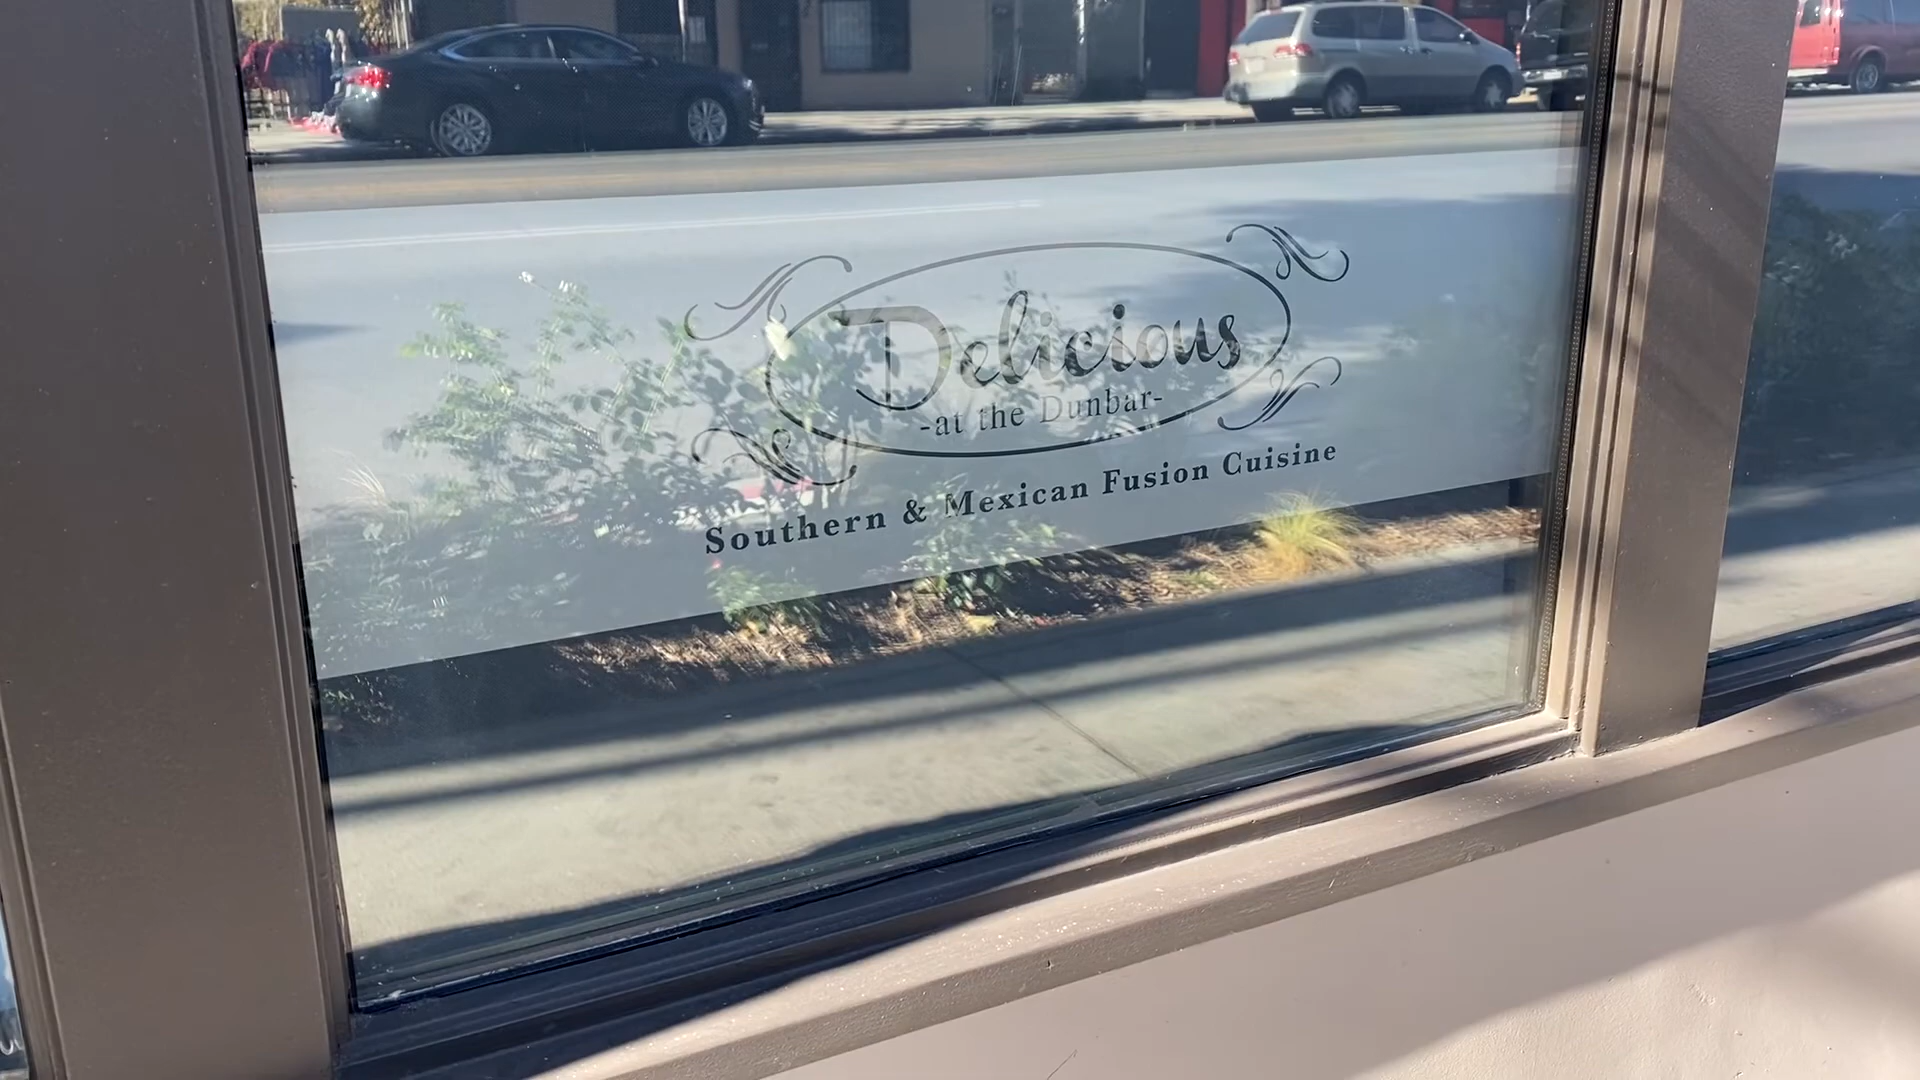 Delicious
-at the Dunbar-
Southern & Mexican Fusion Cuisine